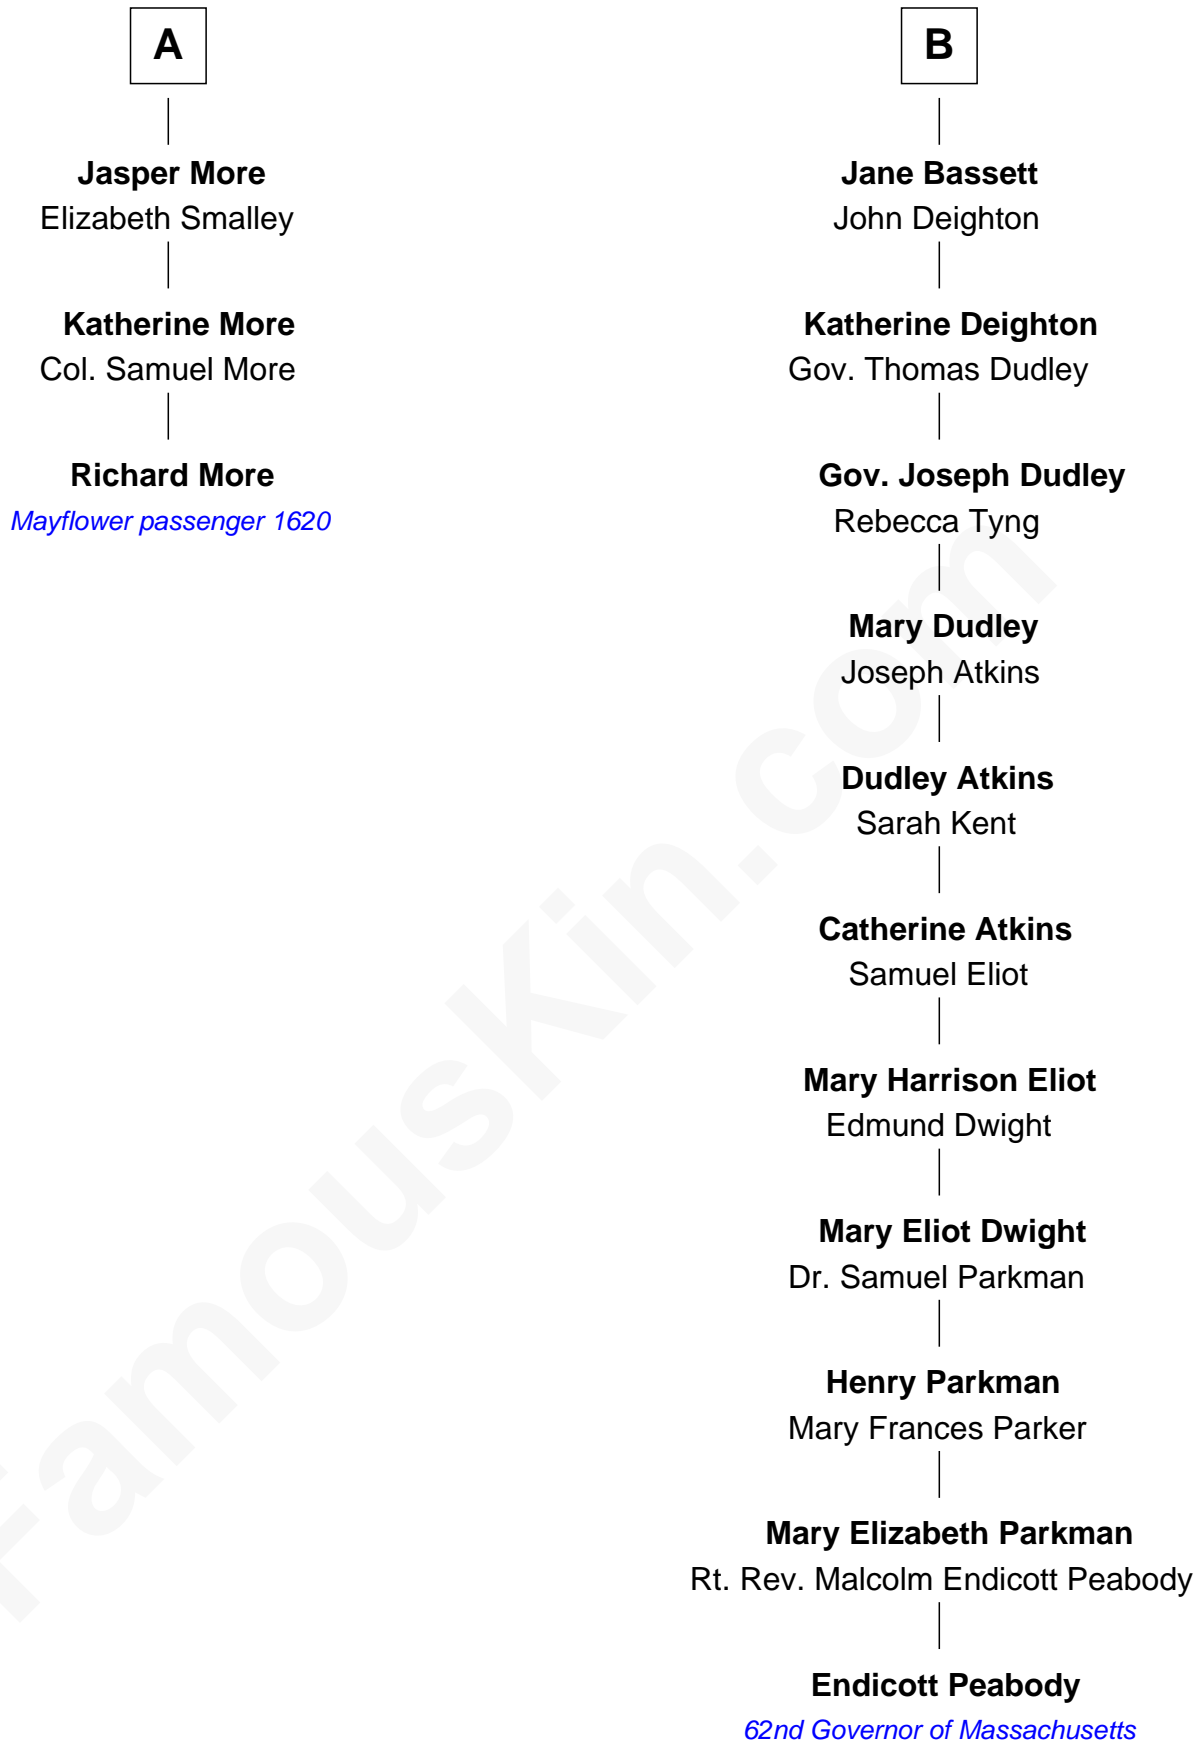 A
Jasper More
Elizabeth Smalley
Katherine More
Col. Samuel More
Richard More
Mayflower passenger 1620
B
Jane Bassett
John Deighton
Katherine Deighton
Gov. Thomas Dudley
Gov. Joseph Dudley
Rebecca Tyng
Mary Dudley
Joseph Atkins
Dudley Atkins
Sarah Kent
Catherine Atkins
Samuel Eliot
Mary Harrison Eliot
Edmund Dwight
Mary Eliot Dwight
Dr. Samuel Parkman
Henry Parkman
Mary Frances Parker
Mary Elizabeth Parkman
Rt. Rev. Malcolm Endicott Peabody
Endicott Peabody
62nd Governor of Massachusetts
FamousKin.com